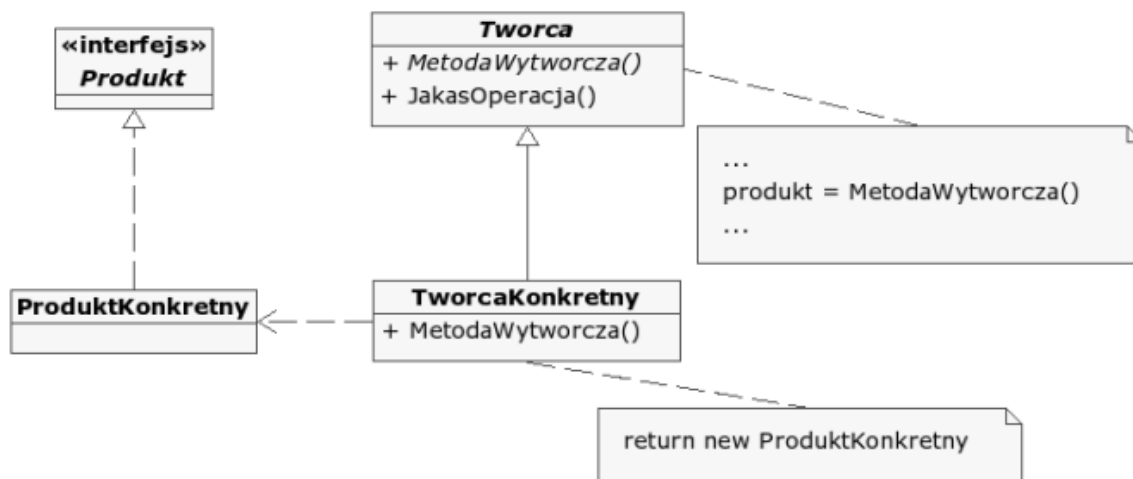 «interfejs»
Produkt
Tworca
+ MetodaWytworcza()
+ JakasOperacja()
...
produkt = MetodaWytworcza()
...
ProduktKonkretny
TworcaKonkretny
+ MetodaWytworcza()
return new ProduktKonkretny